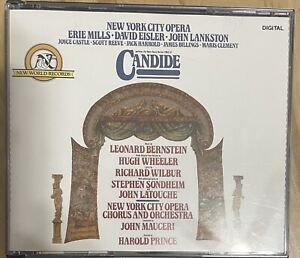 NEW YORK CITY OPERA
DIGITAL
ERIE MILLS · DAVID EISLER · JOHN LANKSTON
JOYCE CASTLE · SCOTT REEVE · JACK HARROLD · JAMES BILLINGS · MARIS CLEMENT
CANDIDE
NEW WORLD RECORDS
LEONARD BERNSTEIN
HUGH WHEELER
RICHARD WILBUR
STEPHEN SONDHEIM
JOHN LATOUCHE
NEW YORK CITY OPERA
CHORUS AND ORCHESTRA
JOHN MAUCERI
HAROLD PRINCE